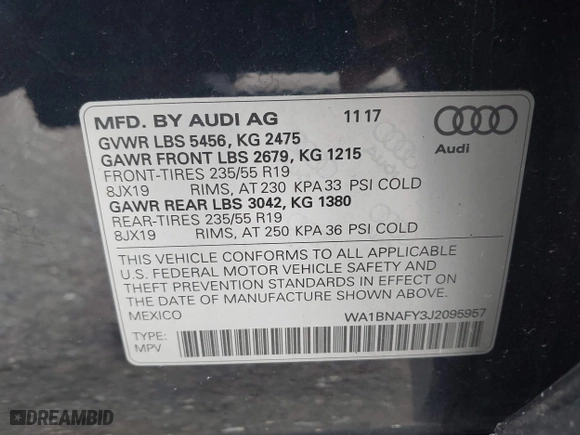 MFD. BY AUDI AG 11 17
GVWR LBS 5456, KG 2475
GAWR FRONT LBS 2679, KG 1215
FRONT-TIRES 235/55 R19
8JX19 RIMS, AT 230 KPA 33 PSI COLD
GAWR REAR LBS 3042, KG 1380
REAR-TIRES 235/55 R19
8JX19 RIMS, AT 250 KPA 36 PSI COLD
Audi
THIS VEHICLE CONFORMS TO ALL APPLICABLE
U.S. FEDERAL MOTOR VEHICLE SAFETY AND
THEFT PREVENTION STANDARDS IN EFFECT ON
THE DATE OF MANUFACTURE SHOWN ABOVE.
MEXICO WA1BNAFY3J2095957
TYPE:
MPV
DREAMBID